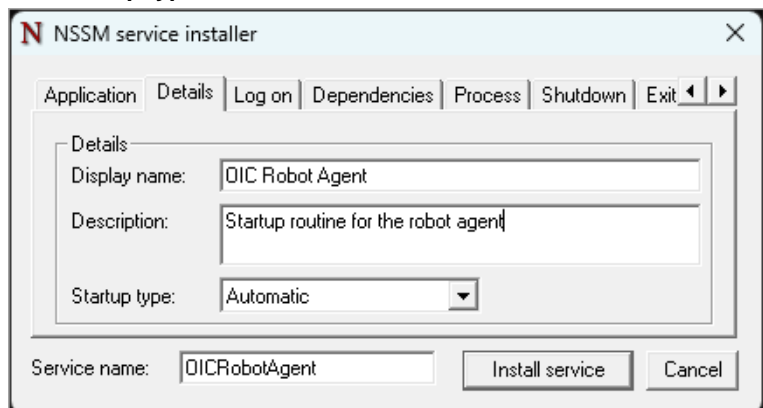 NSSM service installer
Application Details Log on Dependencies Process Shutdown Exit
Details
Display name: OIC Robot Agent
Description: Startup routine for the robot agent
Startup type: Automatic
Service name: OICRobotAgent Install service Cancel